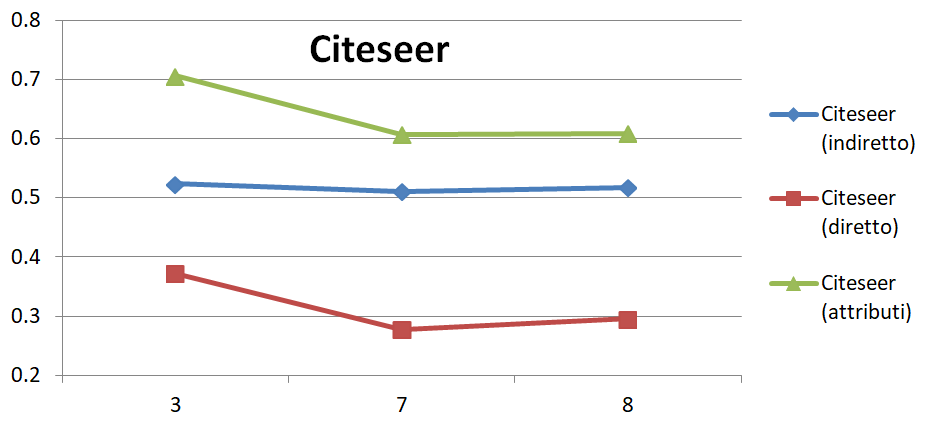 Citeseer
0.8
0.7
0.6
0.5
0.4
0.3
0.2
3 7 8
Citeseer
(indiretto)
Citeseer
(diretto)
Citeseer
(attributi)